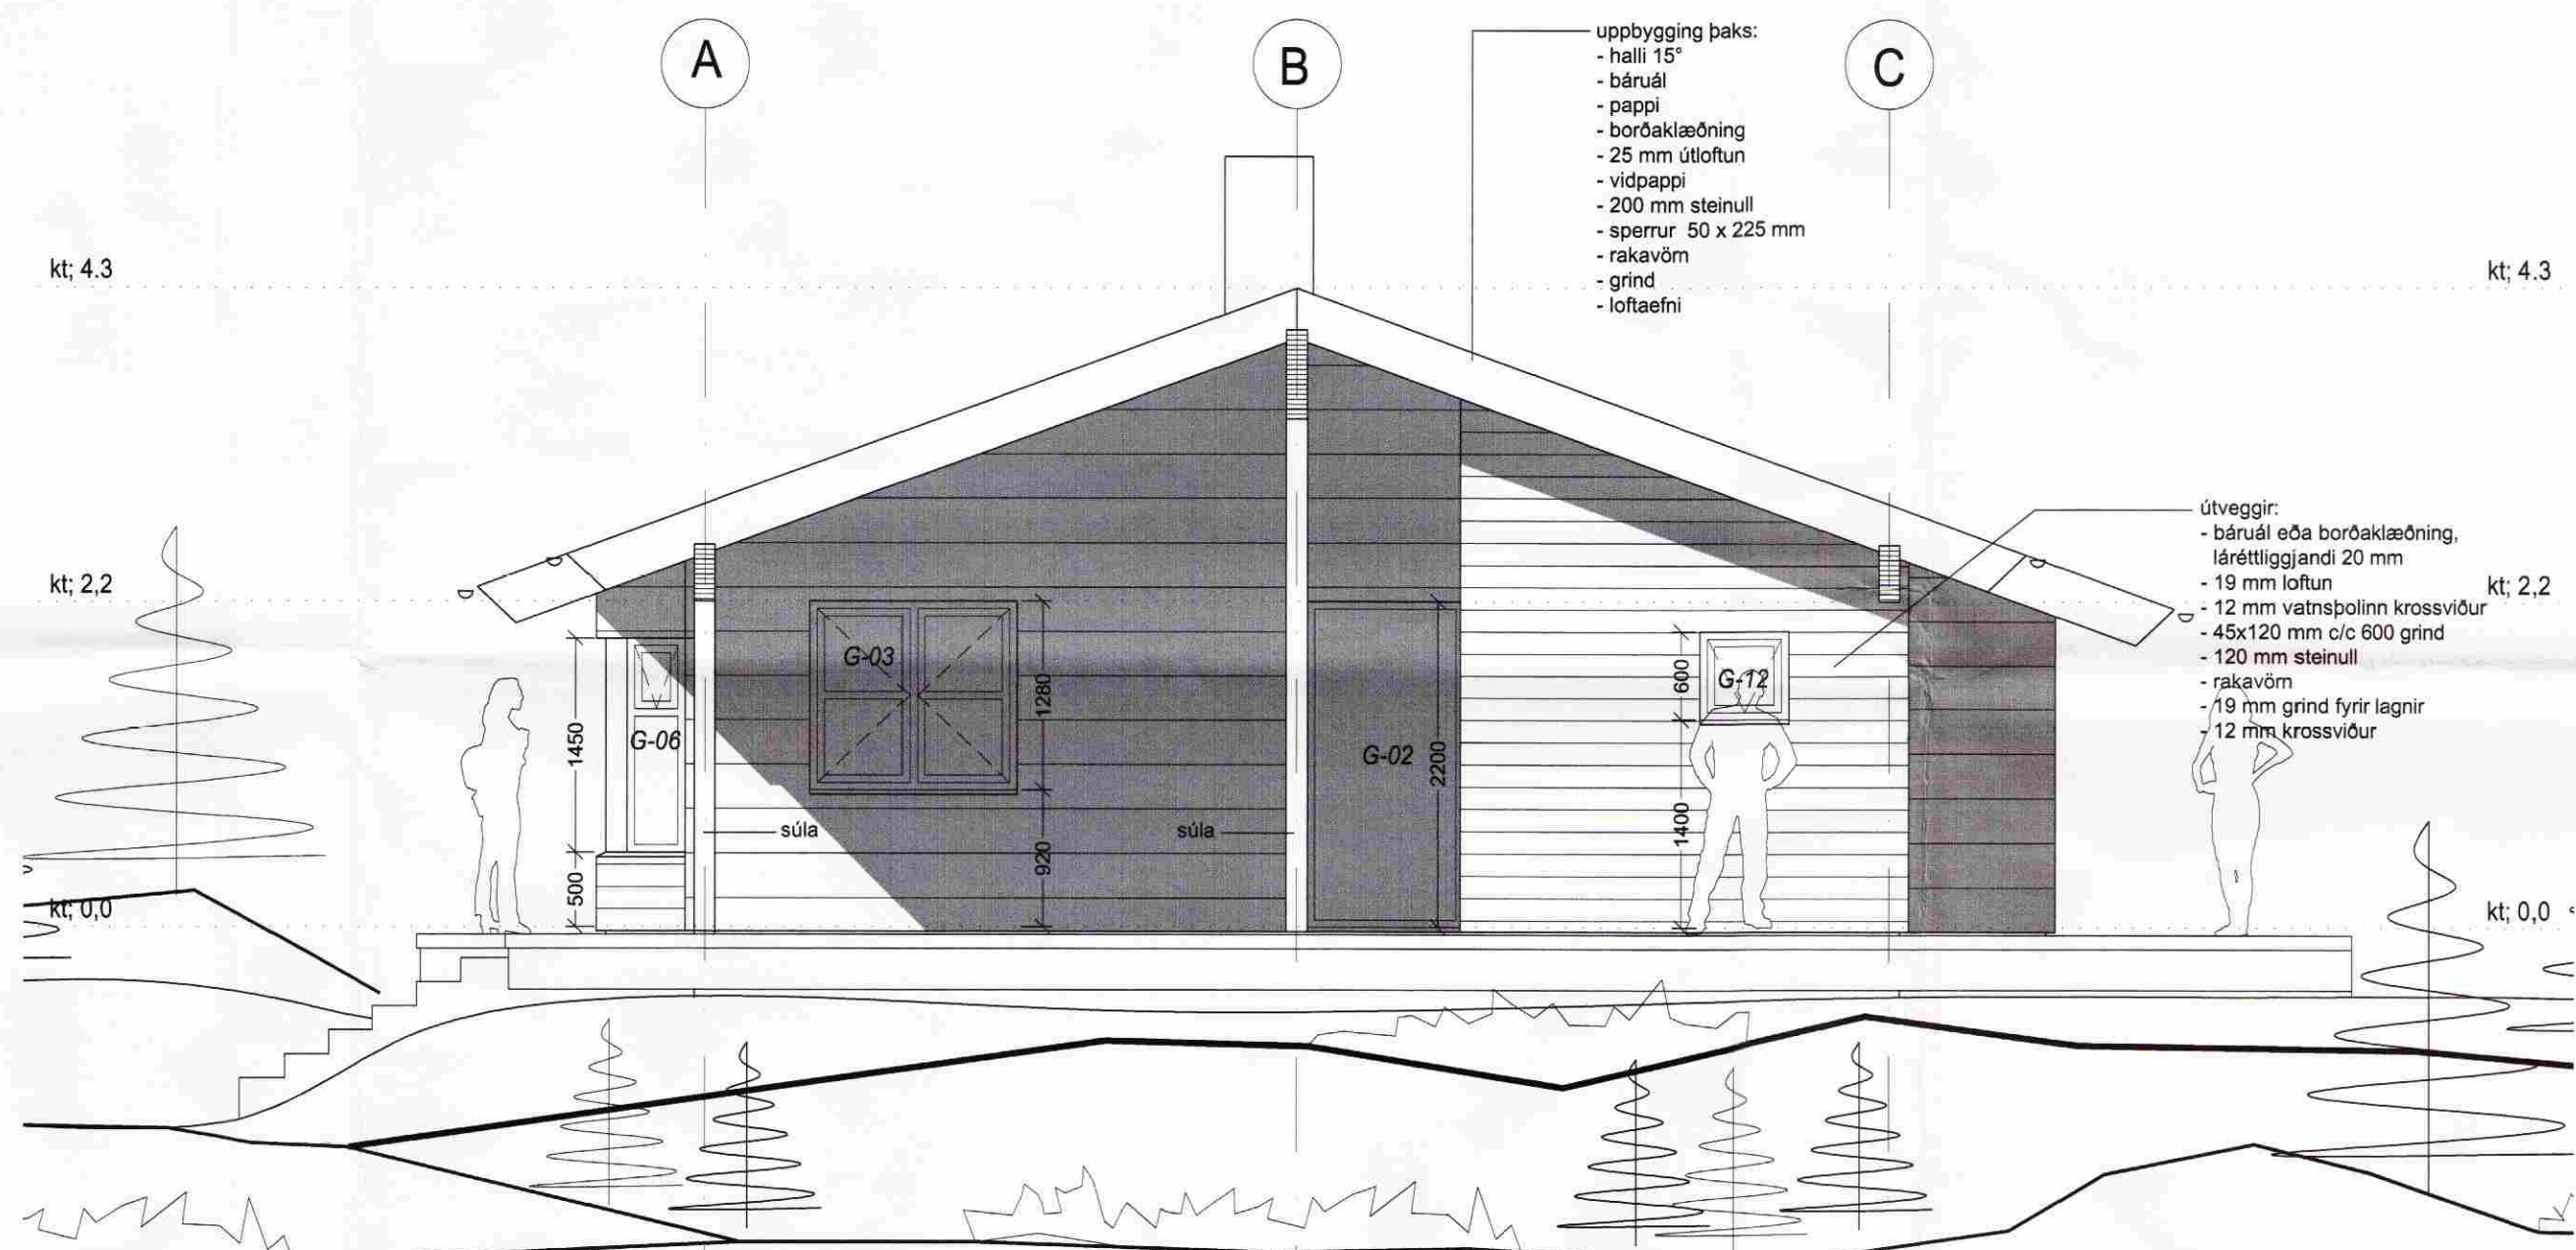 A
B
C
uppbygging þaks:
- halli 15°
- báruál
- pappi
- borðaklæðning
- 25 mm útloftun
- vidpappi
- 200 mm steinull
- sperrur 50 x 225 mm
- rakavörn
- grind
- loftaefni
kt; 4.3
kt; 4.3
útveggir:
- báruál eða borðaklæðning,
láréttliggjandi 20 mm
- 19 mm loftun
- 12 mm vatnsþolinn krossviður
- 45x120 mm c/c 600 grind
- 120 mm steinull
- rakavörn
- 19 mm grind fyrir lagnir
- 12 mm krossviður
kt; 2,2
kt; 2,2
G-03
G-12
G-06
G-02
1450
500
1280
920
2200
600
1400
súla
súla
kt; 0,0
kt; 0,0